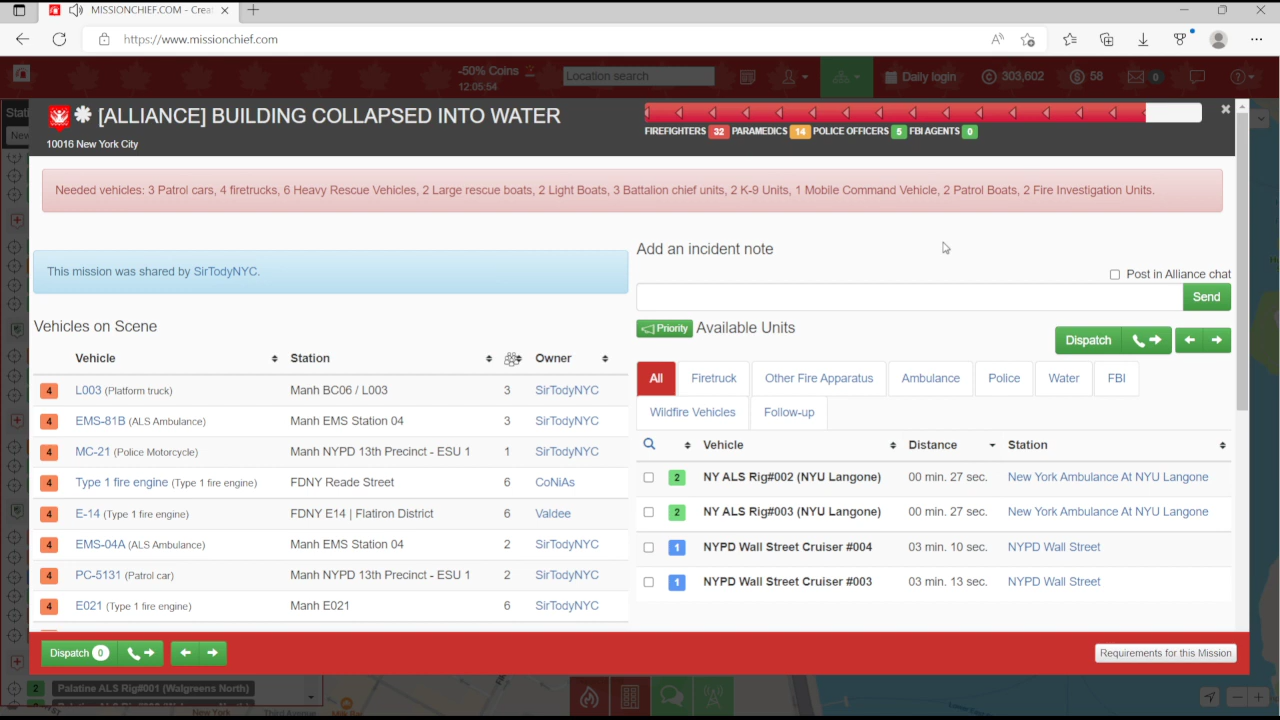 MISSIONCHIEF.COM - Crea
https://www.missionchief.com
-50% Coins
12:05:54
Location search
Daily login
303,602
58
0
[ALLIANCE] BUILDING COLLAPSED INTO WATER
10016 New York City
FIREFIGHTERS 32 PARAMEDICS 14 POLICE OFFICERS 5 FBI AGENTS 0
Needed vehicles: 3 Patrol cars, 4 firetrucks, 6 Heavy Rescue Vehicles, 2 Large rescue boats, 2 Light Boats, 3 Battalion chief units, 2 K-9 Units, 1 Mobile Command Vehicle, 2 Patrol Boats, 2 Fire Investigation Units.
This mission was shared by SirTodyNYC.
Vehicles on Scene
Vehicle Station Owner
4 L003 (Platform truck) Manh BC06 / L003 3 SirTodyNYC
4 EMS-81B (ALS Ambulance) Manh EMS Station 04 3 SirTodyNYC
4 MC-21 (Police Motorcycle) Manh NYPD 13th Precinct - ESU 1 1 SirTodyNYC
4 Type 1 fire engine (Type 1 fire engine) FDNY Reade Street 6 CoNiAs
4 E-14 (Type 1 fire engine) FDNY E14 | Flatiron District 6 Valdee
4 EMS-04A (ALS Ambulance) Manh EMS Station 04 2 SirTodyNYC
4 PC-5131 (Patrol car) Manh NYPD 13th Precinct - ESU 1 2 SirTodyNYC
4 E021 (Type 1 fire engine) Manh E021 6 SirTodyNYC
Add an incident note
Post in Alliance chat
Send
Priority Available Units
Dispatch
All Firetruck Other Fire Apparatus Ambulance Police Water FBI
Wildfire Vehicles Follow-up
Vehicle Distance Station
2 NY ALS Rig#002 (NYU Langone) 00 min. 27 sec. New York Ambulance At NYU Langone
2 NY ALS Rig#003 (NYU Langone) 00 min. 27 sec. New York Ambulance At NYU Langone
1 NYPD Wall Street Cruiser #004 03 min. 10 sec. NYPD Wall Street
1 NYPD Wall Street Cruiser #003 03 min. 13 sec. NYPD Wall Street
Dispatch 0
Requirements for this Mission
2 Palatine ALS Rig#001 (Walgreens North)